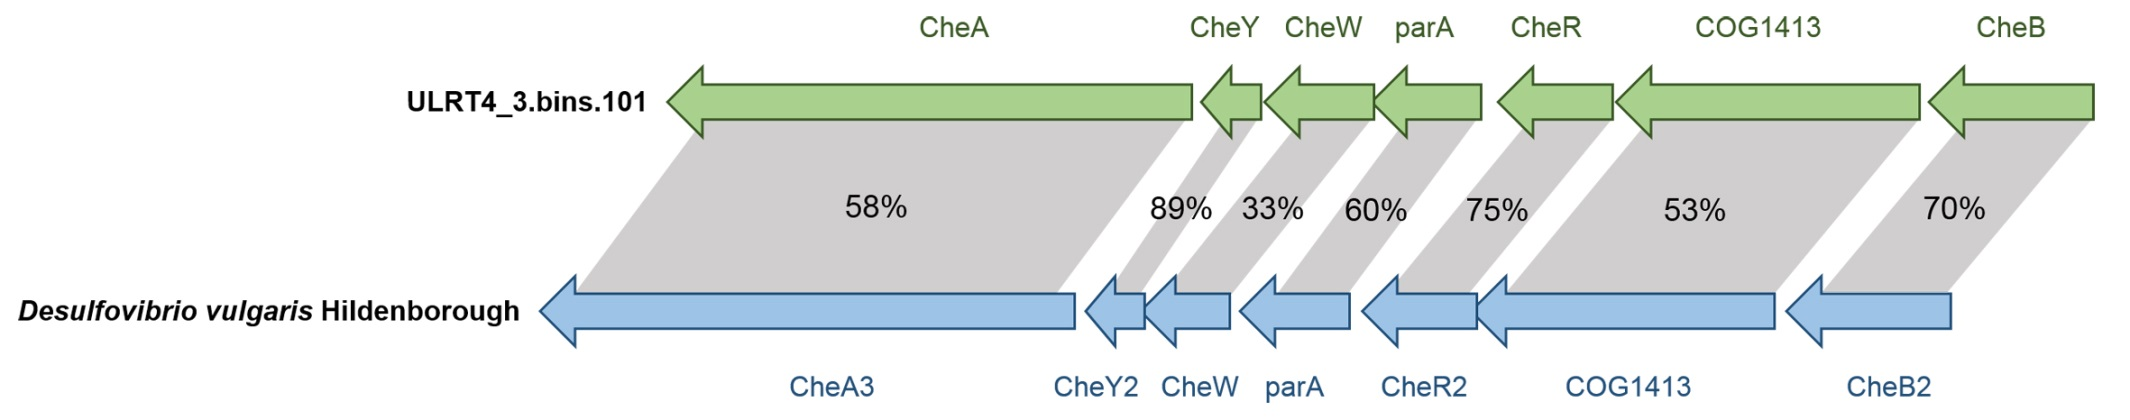 CheA CheY CheW parA CheR COG1413 CheB
ULRT4_3.bins.101
58% 89% 33% 60% 75% 53% 70%
Desulfovibrio vulgaris Hildenborough
CheA3 CheY2 CheW parA CheR2 COG1413 CheB2